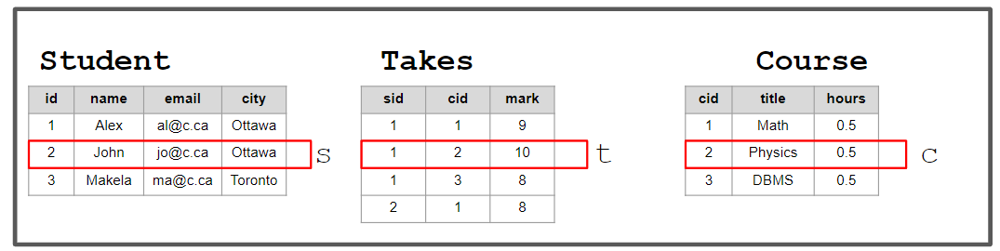 Student Takes Course
id name email city sid cid mark cid title hours
1 Alex al@c.ca Ottawa 1 1 9 1 Math 0.5
2 John jo@c.ca Ottawa s 1 2 10 t 2 Physics 0.5 c
3 Makela ma@c.ca Toronto 1 3 8 3 DBMS 0.5
2 1 8